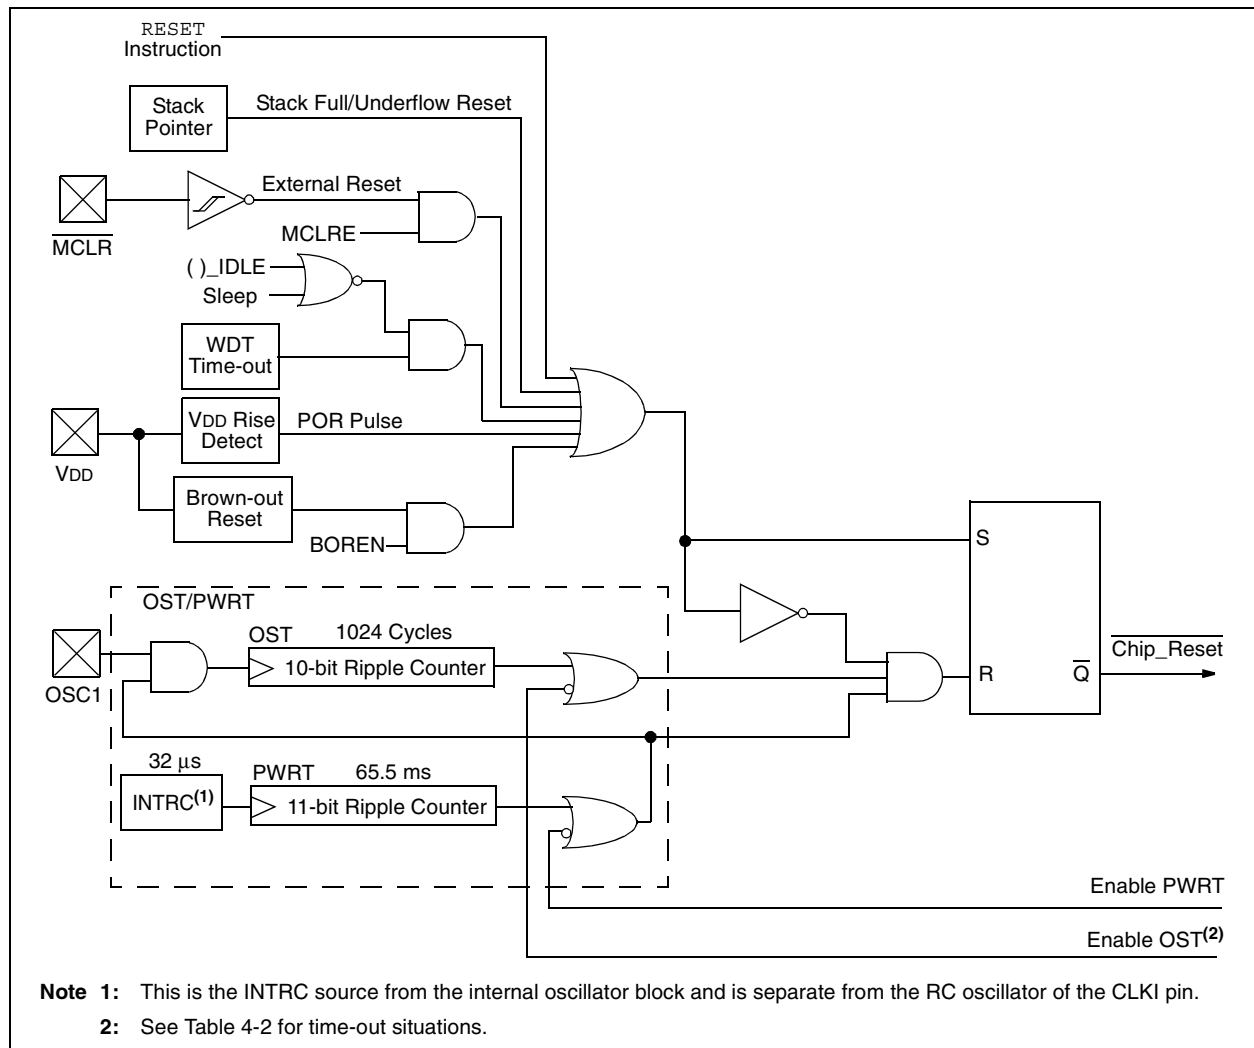 RESET
Instruction
Stack
Pointer
Stack Full/Underflow Reset
External Reset
MCLR
MCLRE
( )_IDLE
Sleep
WDT
Time-out
VDD Rise
Detect
POR Pulse
VDD
Brown-out
Reset
BOREN
S
OST/PWRT
OST
1024 Cycles
10-bit Ripple Counter
OSC1
R
Q
Chip_Reset
32 µs
INTRC(1)
PWRT
65.5 ms
11-bit Ripple Counter
Enable PWRT
Enable OST(2)
Note 1: This is the INTRC source from the internal oscillator block and is separate from the RC oscillator of the CLKI pin.
2: See Table 4-2 for time-out situations.